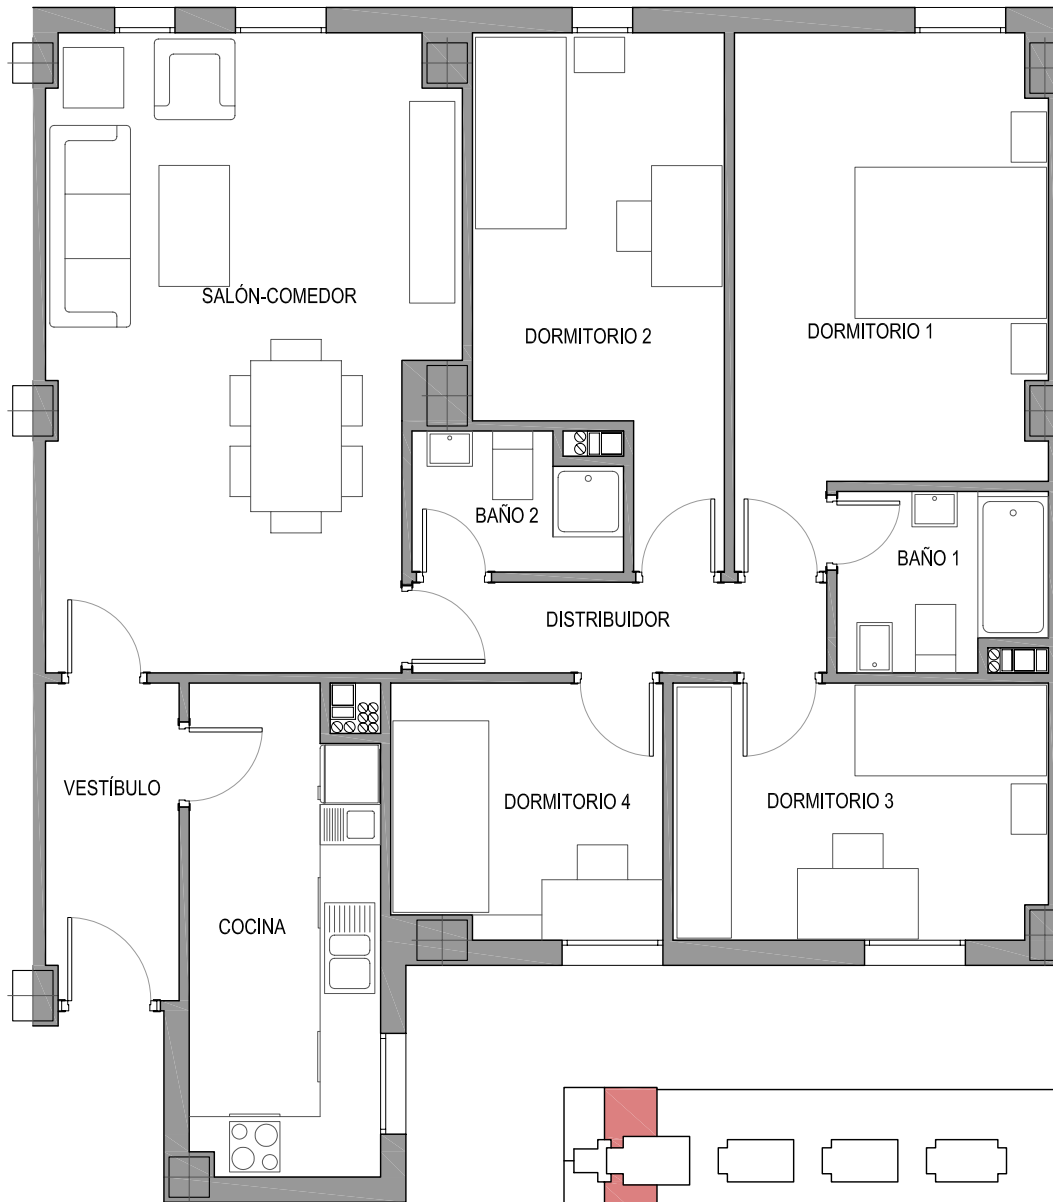 SALÓN-COMEDOR
DORMITORIO 2
DORMITORIO 1
BAÑO 2
BAÑO 1
DISTRIBUIDOR
VESTÍBULO
DORMITORIO 4
DORMITORIO 3
COCINA